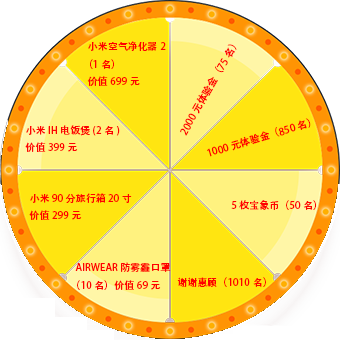 小米空气净化器 2
(1 名)
价值 699 元
2000 元体验金（75 名）
1000 元体验金（850 名）
5 枚宝象币（50 名）
谢谢惠顾（1010 名）
AIRWEAR 防雾霾口罩
（10 名）价值 69 元
小米 90 分旅行箱 20 寸
价值 299 元
小米 IH 电饭煲 (2 名 )
价值 399 元